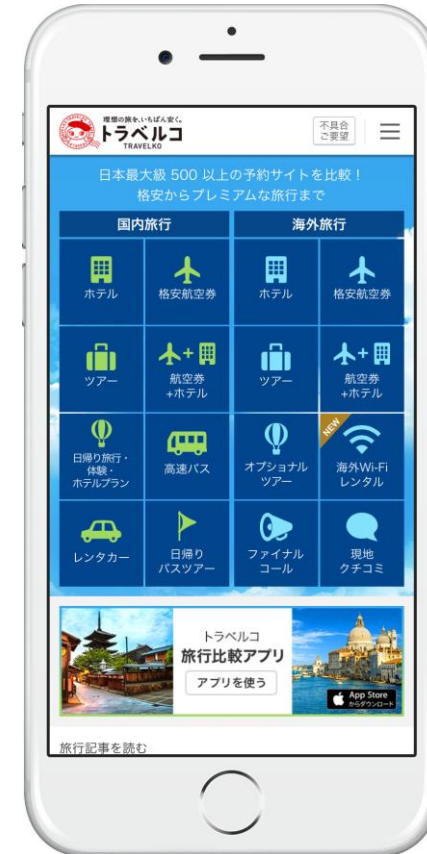 理想の旅を、いちばん安く。
トラベルコ
TRAVELKO
不具合
ご要望
日本最大級 500 以上の予約サイトを比較！
格安からプレミアムな旅行まで
国内旅行
海外旅行
ホテル
格安航空券
ホテル
格安航空券
ツアー
航空券
+ホテル
ツアー
航空券
+ホテル
日帰り旅行・
体験・
ホテルプラン
高速バス
オプショナル
ツアー
NEW
海外Wi-Fi
レンタル
レンタカー
日帰り
バスツアー
ファイナル
コール
現地
クチコミ
トラベルコ
旅行比較アプリ
アプリを使う
App Store
からダウンロード
旅行記事を読む